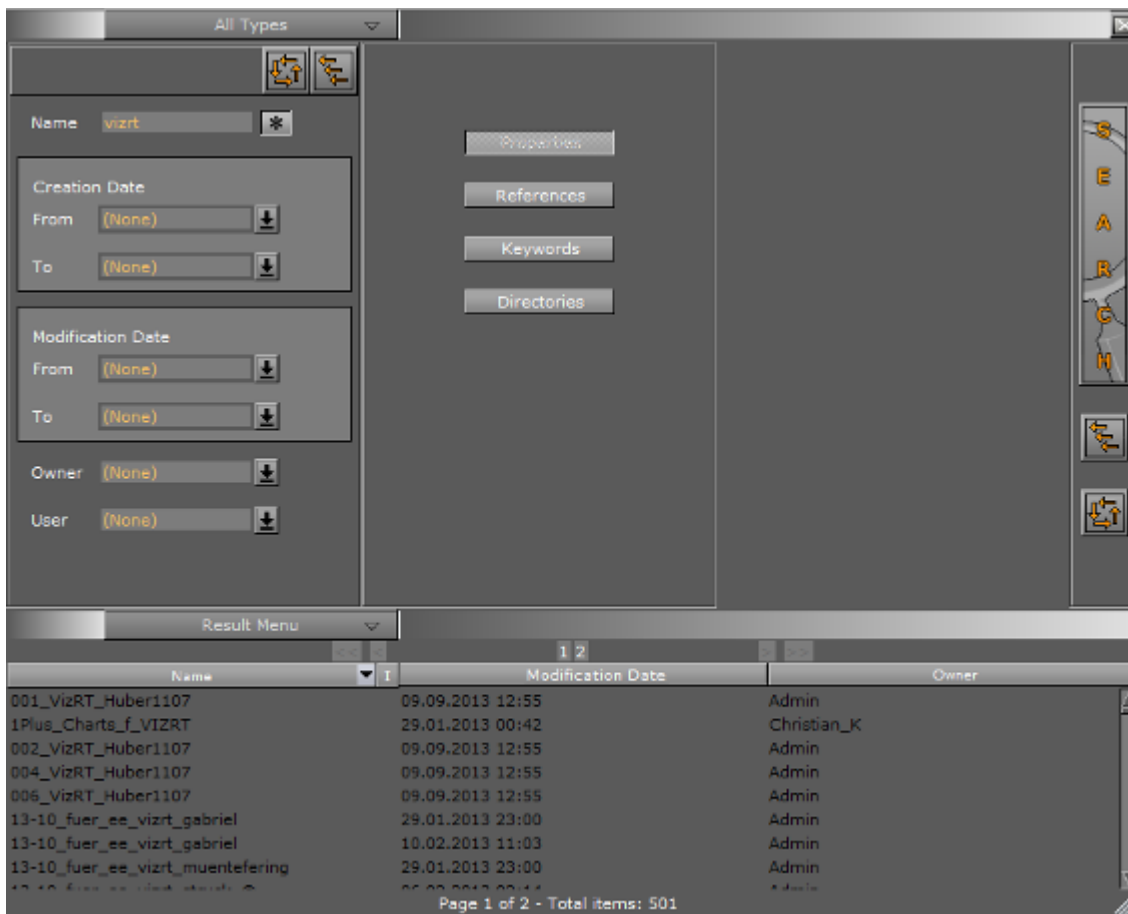 All Types
Name vizrt *
Creation Date
From (None)
To (None)
Modification Date
From (None)
To (None)
Owner (None)
User (None)
Properties
References
Keywords
Directories
S
E
A
R
C
H
Result Menu
<< < 1 2 > >>
Name I Modification Date Owner
001_VizRT_Huber1107 09.09.2013 12:55 Admin
1Plus_Charts_f_VIZRT 29.01.2013 00:42 Christian_K
002_VizRT_Huber1107 09.09.2013 12:55 Admin
004_VizRT_Huber1107 09.09.2013 12:55 Admin
006_VizRT_Huber1107 09.09.2013 12:55 Admin
13-10_fuer_ee_vizrt_gabriel 29.01.2013 23:00 Admin
13-10_fuer_ee_vizrt_gabriel 10.02.2013 11:03 Admin
13-10_fuer_ee_vizrt_muentefering 29.01.2013 23:00 Admin
Page 1 of 2 - Total items: 501